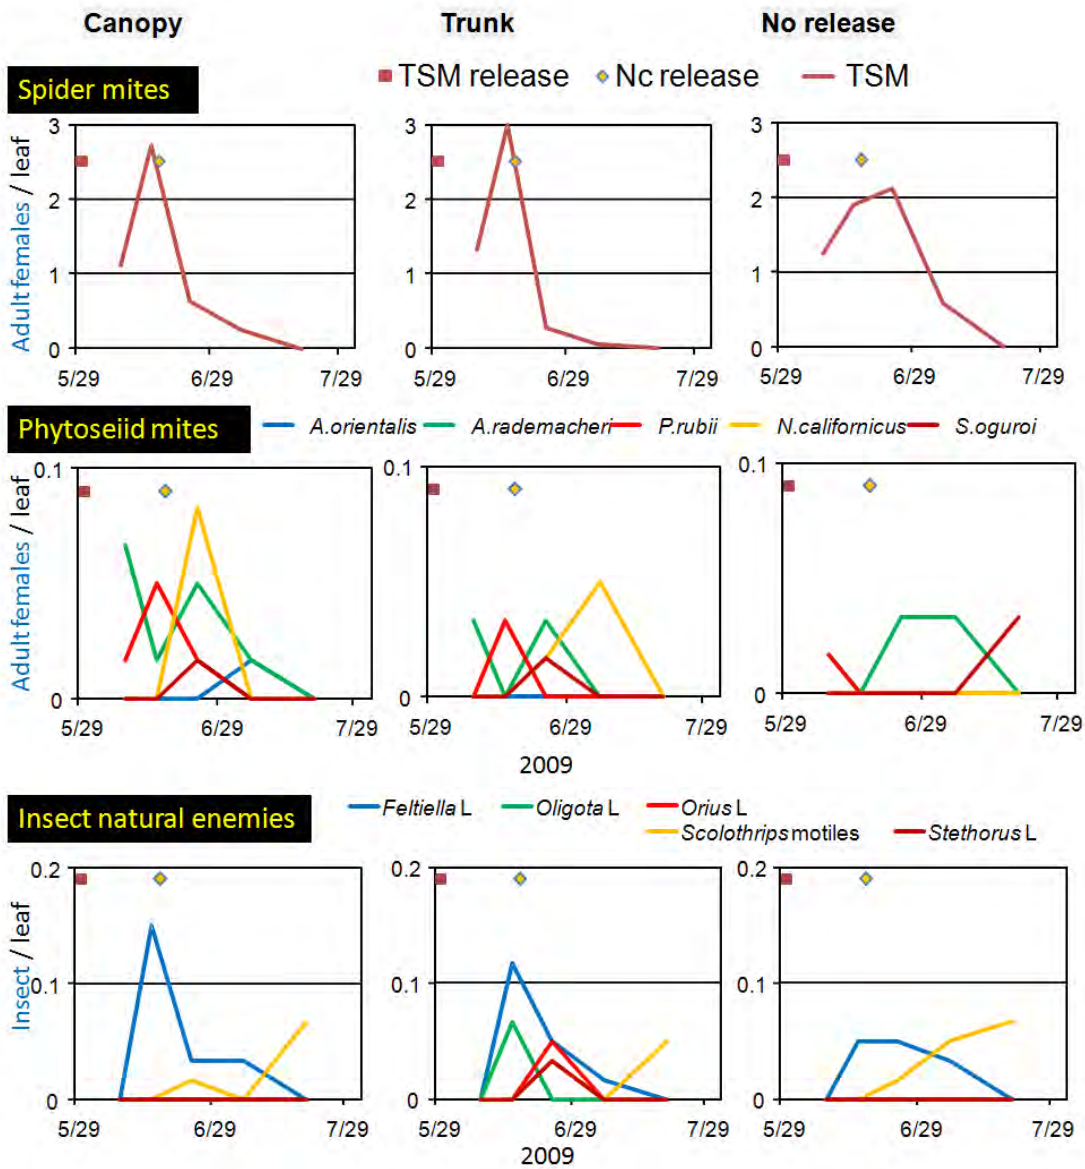 Canopy Trunk No release
TSM release Nc release TSM
Spider mites
Adult females / leaf
3 3 3
2 2 2
1 1 1
0 0 0
5/29 6/29 7/29 5/29 6/29 7/29 5/29 6/29 7/29
Phytoseiid mites
A.orientalis A.rademacheri P.rubii N.californicus S.oguroi
Adult females / leaf
0.1 0.1 0.1
0 0 0
5/29 6/29 7/29 5/29 6/29 7/29 5/29 6/29 7/29
2009
Insect natural enemies
Feltiella L Oligota L Orius L
Scolothrips motiles Stethorus L
Insect / leaf
0.2 0.2 0.2
0.1 0.1 0.1
0 0 0
5/29 6/29 7/29 5/29 6/29 7/29 5/29 6/29 7/29
2009